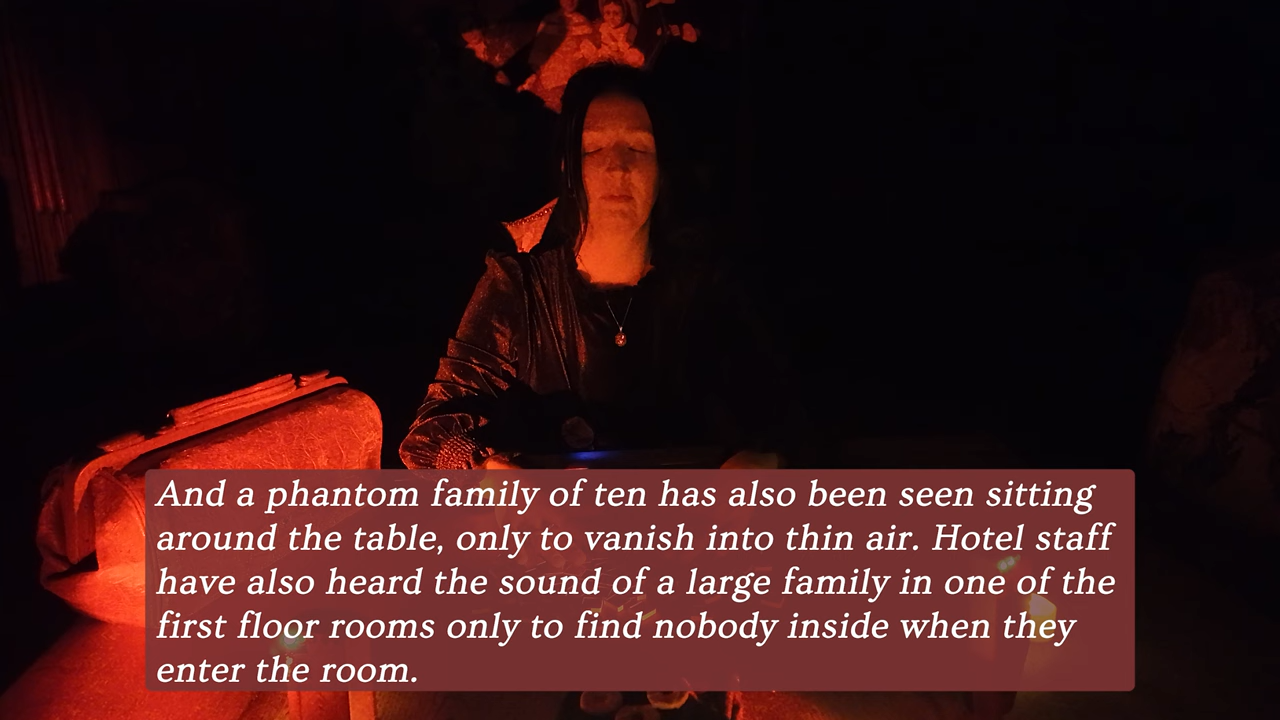 And a phantom family of ten has also been seen sitting
around the table, only to vanish into thin air. Hotel staff
have also heard the sound of a large family in one of the
first floor rooms only to find nobody inside when they
enter the room.